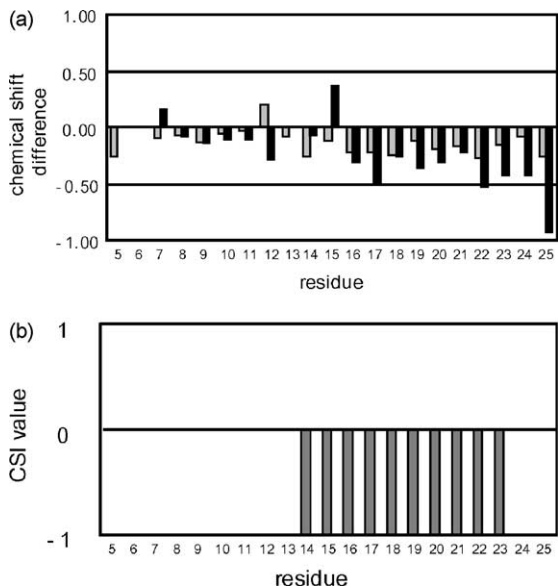 (a)
1.00
0.50
0.00
-0.50
-1.00
chemical shift
difference
5 6 7 8 9 10 11 12 13 14 15 16 17 18 19 20 21 22 23 24 25
residue
(b)
1
0
-1
CSI value
5 6 7 8 9 10 11 12 13 14 15 16 17 18 19 20 21 22 23 24 25
residue